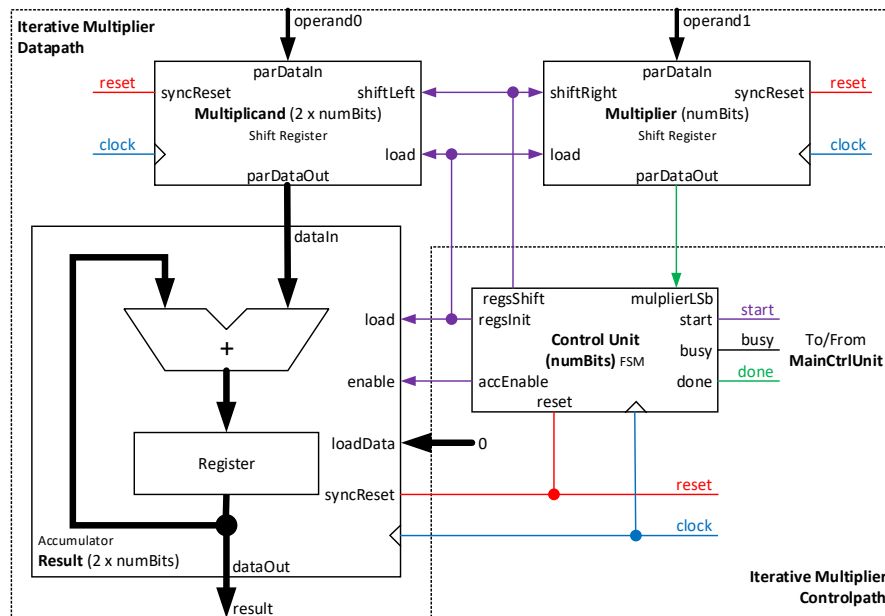 Iterative Multiplier
Datapath
operand0
operand1
reset
syncReset
parDataIn
shiftLeft
Multiplicand (2 x numBits)
Shift Register
clock
load
parDataOut
parDataIn
shiftRight
syncReset
reset
Multiplier (numBits)
Shift Register
load
clock
parDataOut
dataIn
+
Register
load
enable
loadData
0
syncReset
reset
clock
Accumulator
Result (2 x numBits)
dataOut
result
regsShift
mulplierLSb
regsInit
start
start
Control Unit
(numBits) FSM
busy
busy
accEnable
done
done
reset
To/From
MainCtrlUnit
Iterative Multiplier
Controlpath